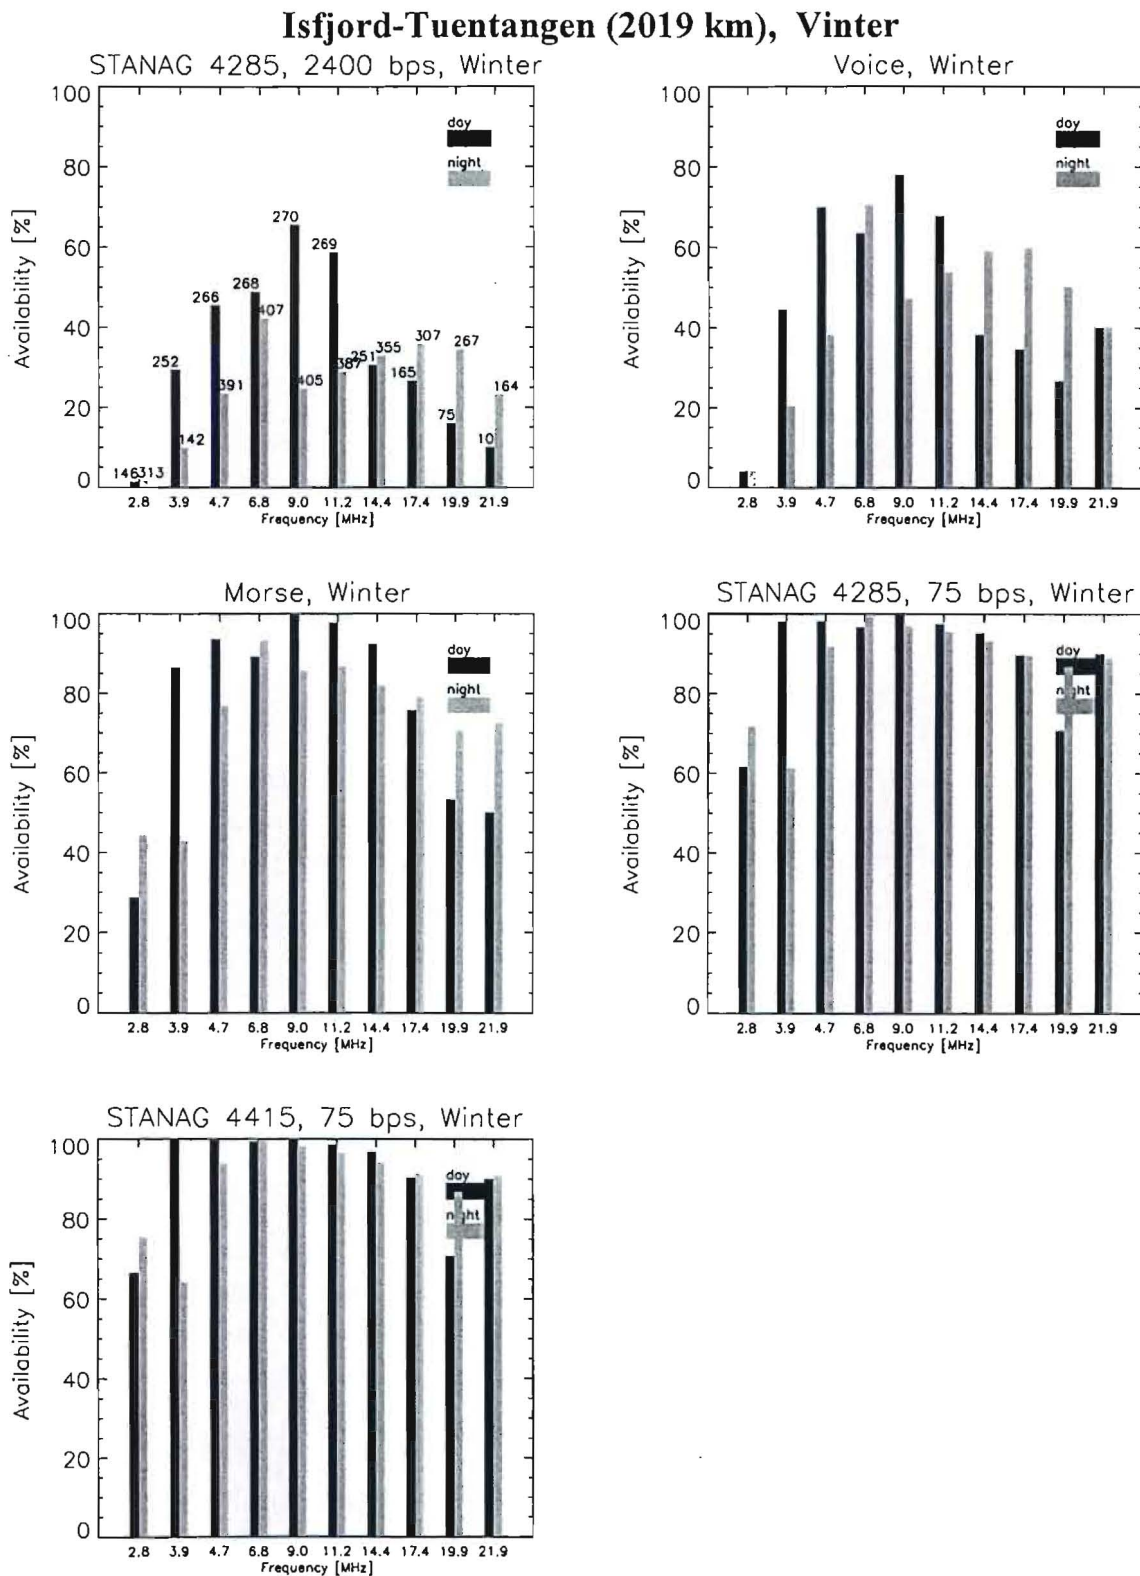 Isfjord-Tuentangen (2019 km), Vinter
STANAG 4285, 2400 bps, Winter
100
80
60
40
20
0
Availability [%]
day
night
146
313
252
142
266
391
268
407
270
405
269
387
251
355
165
307
75
267
10
164
2.8 3.9 4.7 6.8 9.0 11.2 14.4 17.4 19.9 21.9
Frequency [MHz]
Voice, Winter
100
80
60
40
20
0
Availability [%]
day
night
2.8 3.9 4.7 6.8 9.0 11.2 14.4 17.4 19.9 21.9
Frequency [MHz]
Morse, Winter
100
80
60
40
20
0
Availability [%]
day
night
2.8 3.9 4.7 6.8 9.0 11.2 14.4 17.4 19.9 21.9
Frequency [MHz]
STANAG 4285, 75 bps, Winter
100
80
60
40
20
0
Availability [%]
day
night
2.8 3.9 4.7 6.8 9.0 11.2 14.4 17.4 19.9 21.9
Frequency [MHz]
STANAG 4415, 75 bps, Winter
100
80
60
40
20
0
Availability [%]
day
night
2.8 3.9 4.7 6.8 9.0 11.2 14.4 17.4 19.9 21.9
Frequency [MHz]